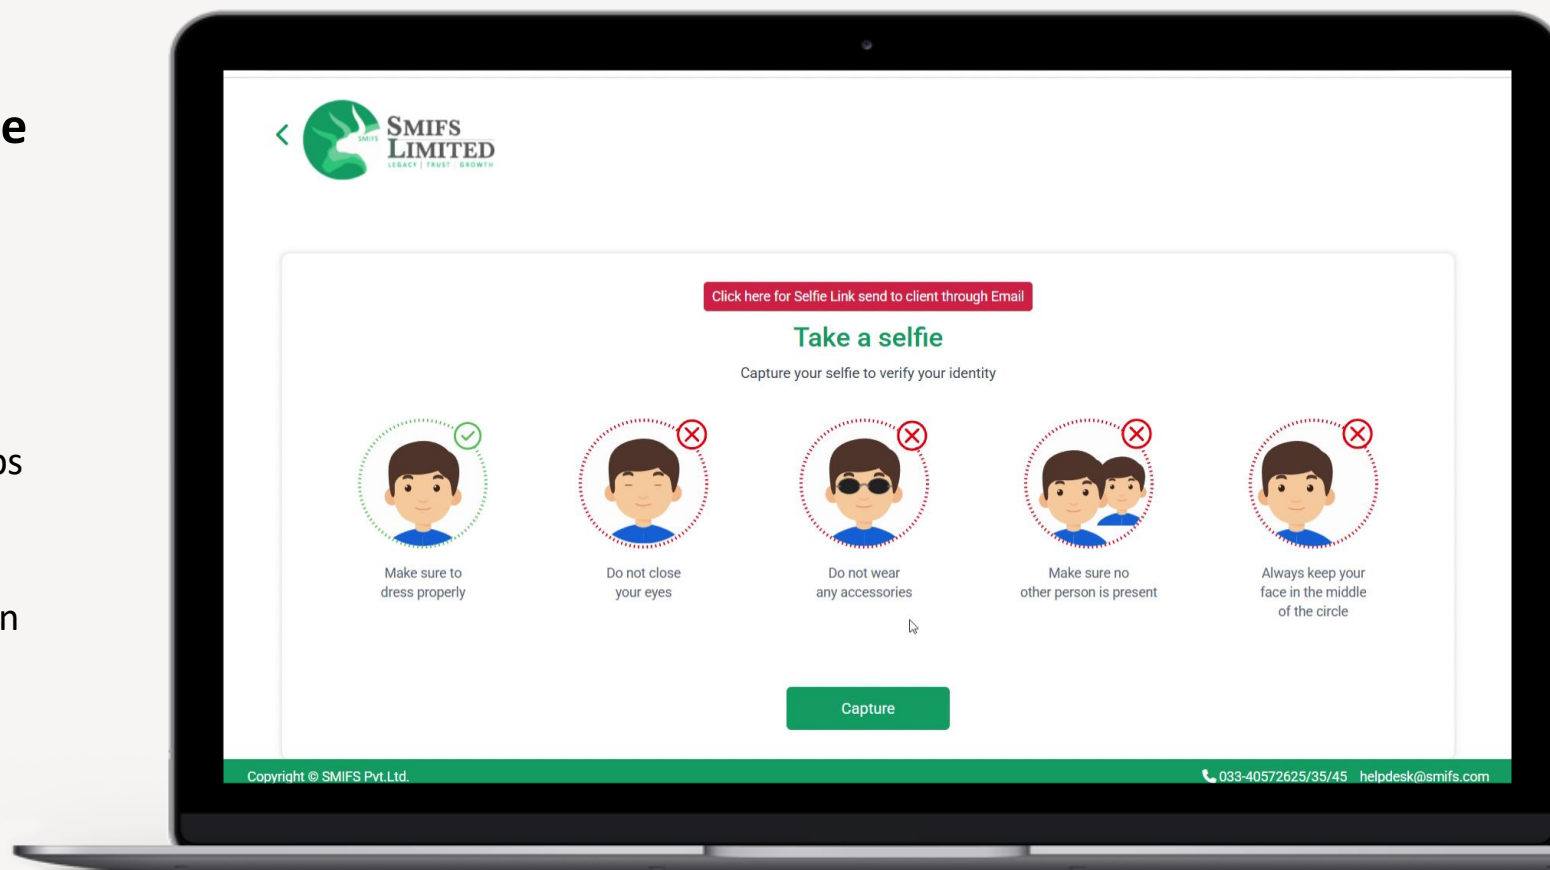 e
os
n
SMIFS
SMIFS
LIMITED
LEGACY | TRUST | GROWTH
Click here for Selfie Link send to client through Email
Take a selfie
Capture your selfie to verify your identity
Make sure to
dress properly
Do not close
your eyes
Do not wear
any accessories
Make sure no
other person is present
Always keep your
face in the middle
of the circle
Capture
Copyright © SMIFS Pvt.Ltd.
033-40572625/35/45 helpdesk@smifs.com